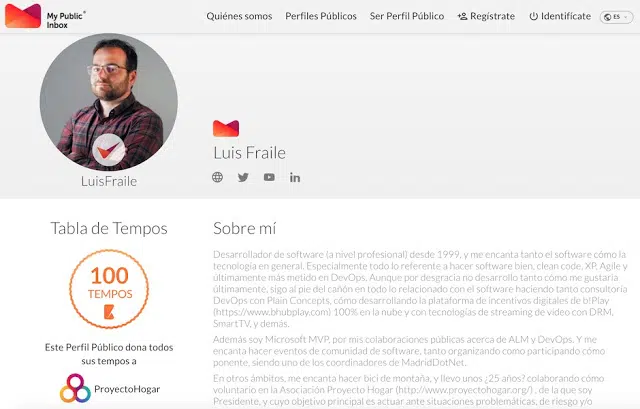 My Public
Inbox
Quiénes somos
Perfiles Públicos
Ser Perfil Público
Regístrate
Identifícate
ES
LuisFraile
Luis Fraile
Tabla de Tempos
100
TEMPOS
Este Perfil Público dona todos
sus tempos a
ProyectoHogar
Sobre mí
Desarrollador de software (a nivel profesional) desde 1999, y me encanta tanto el software cómo la
tecnología en general. Especialmente todo lo referente a hacer software bien, clean code, XP, Agile y
últimamente más metido en DevOps. Aunque por desgracia no desarrollo tanto cómo me gustaría
últimamente, sigo al pie del cañón en todo lo relacionado con el software haciendo tanto consultoría
DevOps con Plain Concepts, cómo desarrollando la plataforma de incentivos digitales de b!Play
(https://www.bhubplay.com) 100% en la nube y con tecnologías de streaming de video con DRM,
SmartTV, y demás.
Además soy Microsoft MVP, por mis colaboraciones públicas acerca de ALM y DevOps. Y me
encanta hacer eventos de comunidad de software, tanto organizando como participando cómo
ponente, siendo uno de los coordinadores de MadridDotNet.
En otros ámbitos, me encanta hacer bici de montaña, y llevo unos ¿25 años? colaborando cómo
voluntario en la Asociación Proyecto Hogar (http://www.proyectohogar.org/) , de la que soy
Presidente, y cuyo objetivo principal es actuar ante situaciones problemáticas, de riesgo y/o